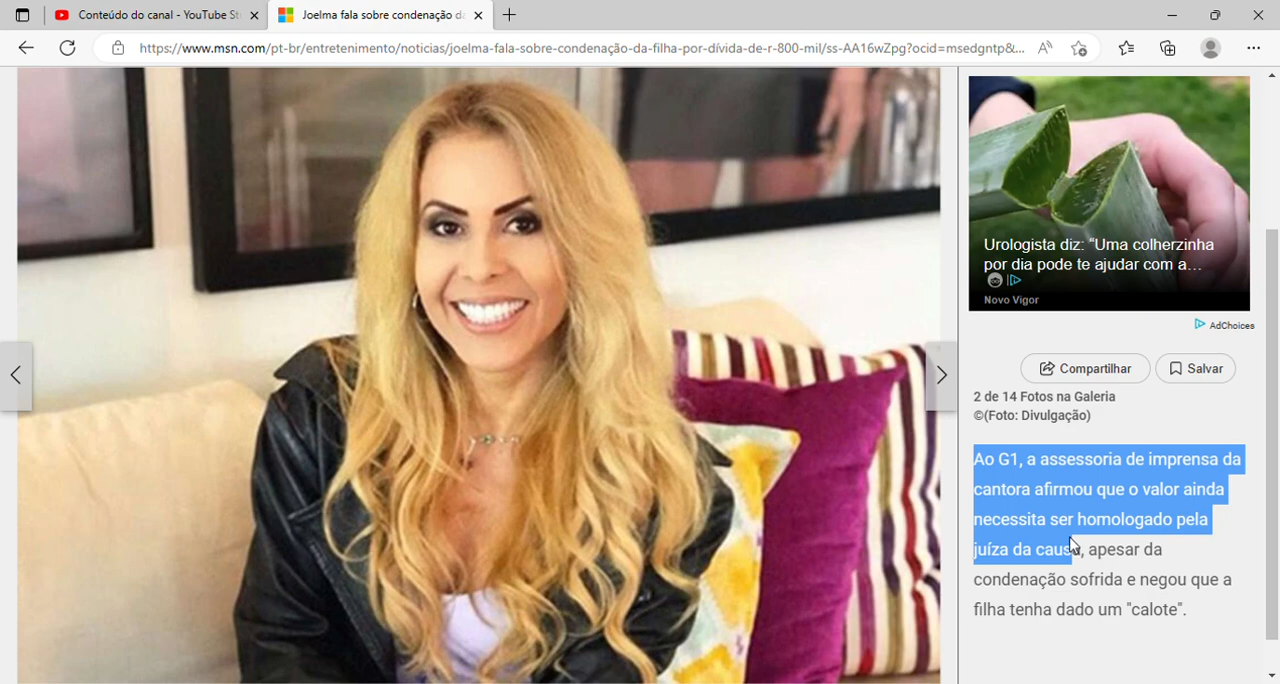 Conteúdo do canal - YouTube St
Joelma fala sobre condenação da
https://www.msn.com/pt-br/entretenimento/noticias/joelma-fala-sobre-condenação-da-filha-por-dívida-de-r-800-mil/ss-AA16wZpg?ocid=msedgntp&...
Urologista diz: “Uma colherzinha
por dia pode te ajudar com a...
Novo Vigor
AdChoices
Compartilhar
Salvar
2 de 14 Fotos na Galeria
©(Foto: Divulgação)
Ao G1, a assessoria de imprensa da
cantora afirmou que o valor ainda
necessita ser homologado pela
juíza da causa, apesar da
condenação sofrida e negou que a
filha tenha dado um "calote".